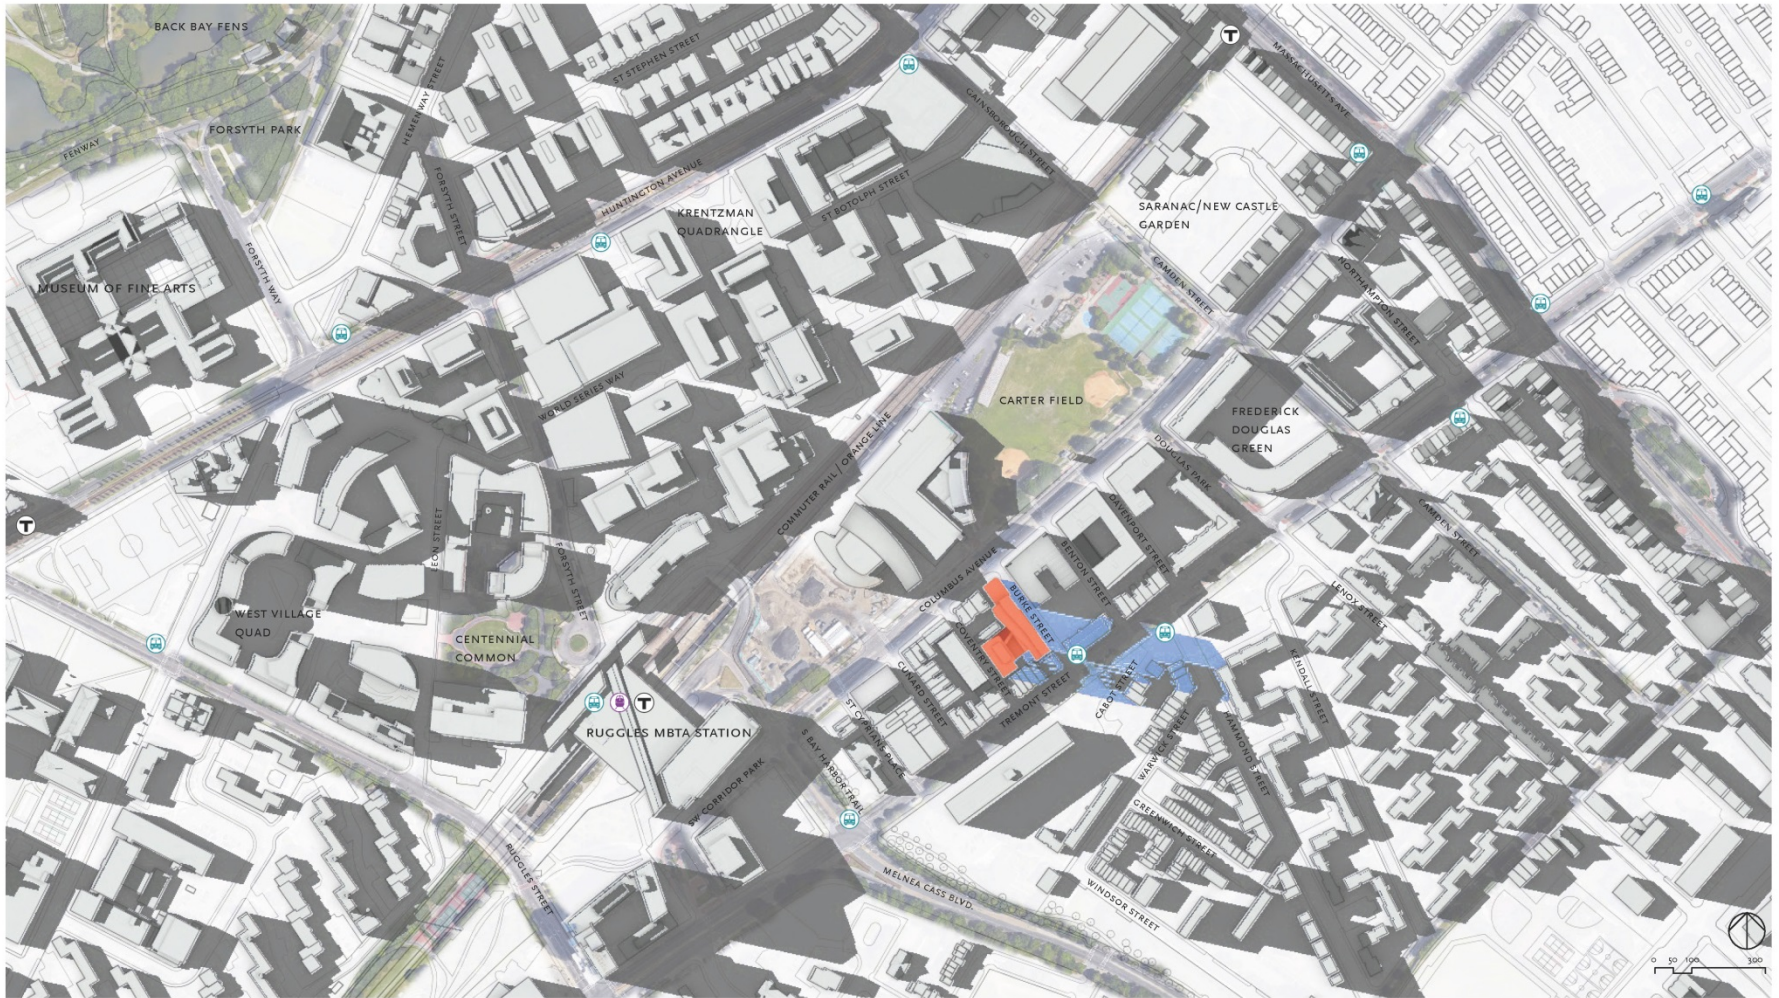 BACK BAY FENS
ST STEPHEN STREET
MASSACHUSETTS AVE
HEMENWAY STREET
GAINSBOROUGH STREET
FORSYTH PARK
FENWAY
HUNTINGTON AVENUE
FORSYTH STREET
ST BOTOLPH STREET
KRENTZMAN
QUADRANGLE
SARANAC/NEW CASTLE
GARDEN
FORSYTH WAY
CAMDEN STREET
NORTHAMPTON STREET
MUSEUM OF FINE ARTS
WORLD SERIES WAY
CARTER FIELD
FREDERICK
DOUGLAS
GREEN
COMMUTER RAIL / ORANGE LINE
DOUGLAS PARK
DAVENPORT STREET
CAMDEN STREET
LEON STREET
FORSYTH STREET
COLUMBUS AVENUE
BENTON STREET
BURKE STREET
LENOX STREET
WEST VILLAGE
QUAD
CENTENNIAL
COMMON
COVENTRY STREET
CUNARD STREET
TREMONT STREET
CABOT STREET
KENDALL STREET
RUGGLES MBTA STATION
ST CYPRIANS PLACE
S BAY HARBOR TRAIL
WARWICK STREET
HAMMOND STREET
SW CORRIDOR PARK
GREENWICH STREET
RUGGLES STREET
MELNEA CASS BLVD.
WINDSOR STREET
T
T
T
0 50 100 300